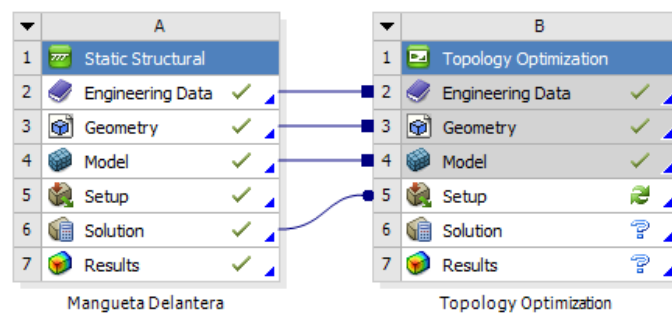 A
1 Static Structural
2 Engineering Data
3 Geometry
4 Model
5 Setup
6 Solution
7 Results
Mangueta Delantera
B
1 Topology Optimization
2 Engineering Data
3 Geometry
4 Model
5 Setup
6 Solution ?
7 Results ?
Topology Optimization